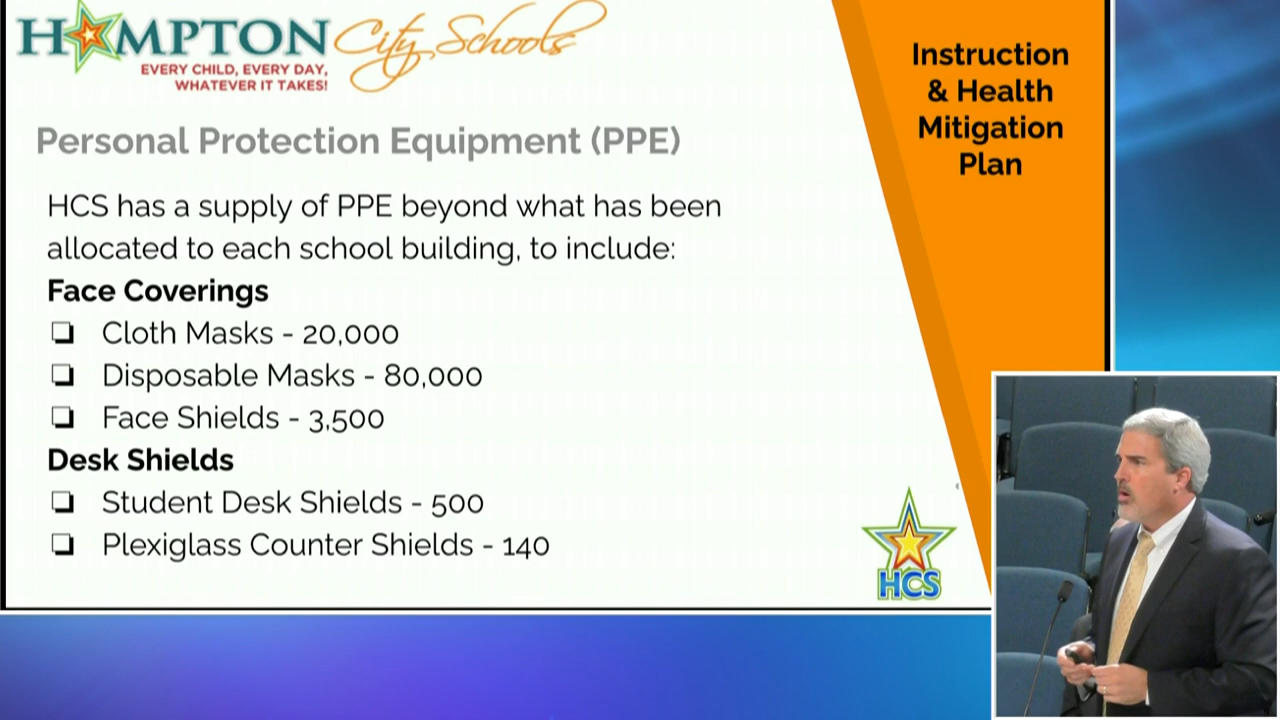 HAMPTON City Schools
EVERY CHILD, EVERY DAY,
WHATEVER IT TAKES!
Instruction
& Health
Mitigation
Plan
Personal Protection Equipment (PPE)
HCS has a supply of PPE beyond what has been
allocated to each school building, to include:
Face Coverings
❏ Cloth Masks - 20,000
❏ Disposable Masks - 80,000
❏ Face Shields - 3,500
Desk Shields
❏ Student Desk Shields - 500
❏ Plexiglass Counter Shields - 140
HCS